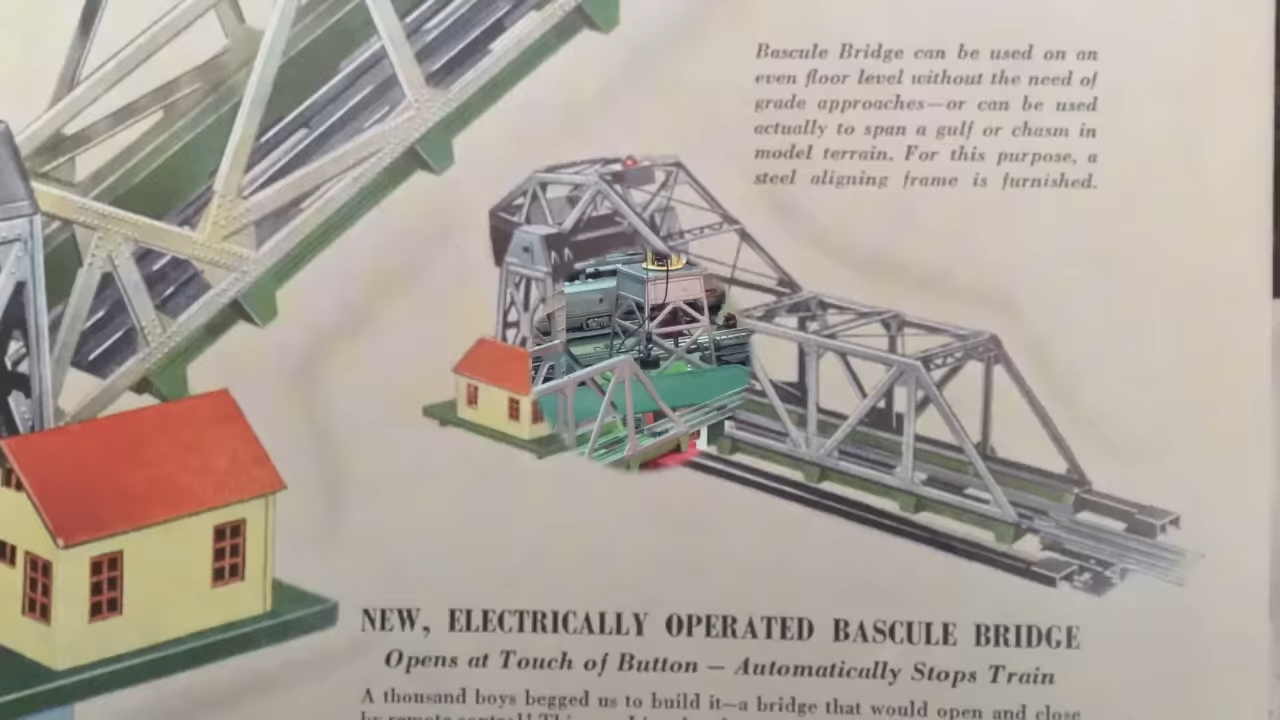 Bascule Bridge can be used on an
even floor level without the need of
grade approaches—or can be used
actually to span a gulf or chasm in
model terrain. For this purpose, a
steel aligning frame is furnished.
NEW, ELECTRICALLY OPERATED BASCULE BRIDGE
Opens at Touch of Button — Automatically Stops Train
A thousand boys begged us to build it—a bridge that would open and close
by remote control!